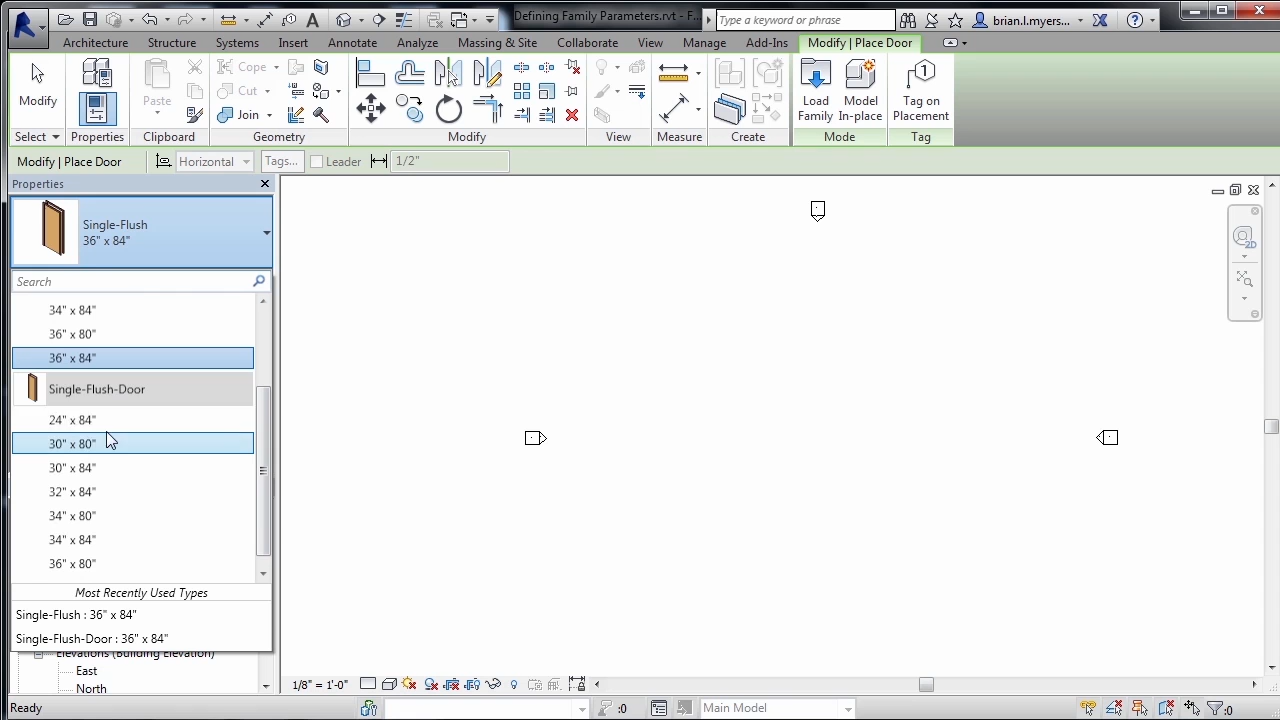 Defining Family Parameters.rvt - F...
Type a keyword or phrase
brian.l.myers...
Architecture Structure Systems Insert Annotate Analyze Massing & Site Collaborate View Manage Add-Ins Modify | Place Door
Modify
Cope
Paste
Cut
Join
Load Family
Model In-place
Tag on Placement
Select Properties Clipboard Geometry Modify View Measure Create Mode Tag
Modify | Place Door Horizontal Tags... Leader 1/2"
Properties
Single-Flush
36" x 84"
Search
34" x 84"
36" x 80"
36" x 84"
Single-Flush-Door
24" x 84"
30" x 80"
30" x 84"
32" x 84"
34" x 80"
34" x 84"
36" x 80"
Most Recently Used Types
Single-Flush : 36" x 84"
Single-Flush-Door : 36" x 84"
Elevations (Building Elevation)
East
North
2D
1/8" = 1'-0"
Ready
:0
Main Model
:0